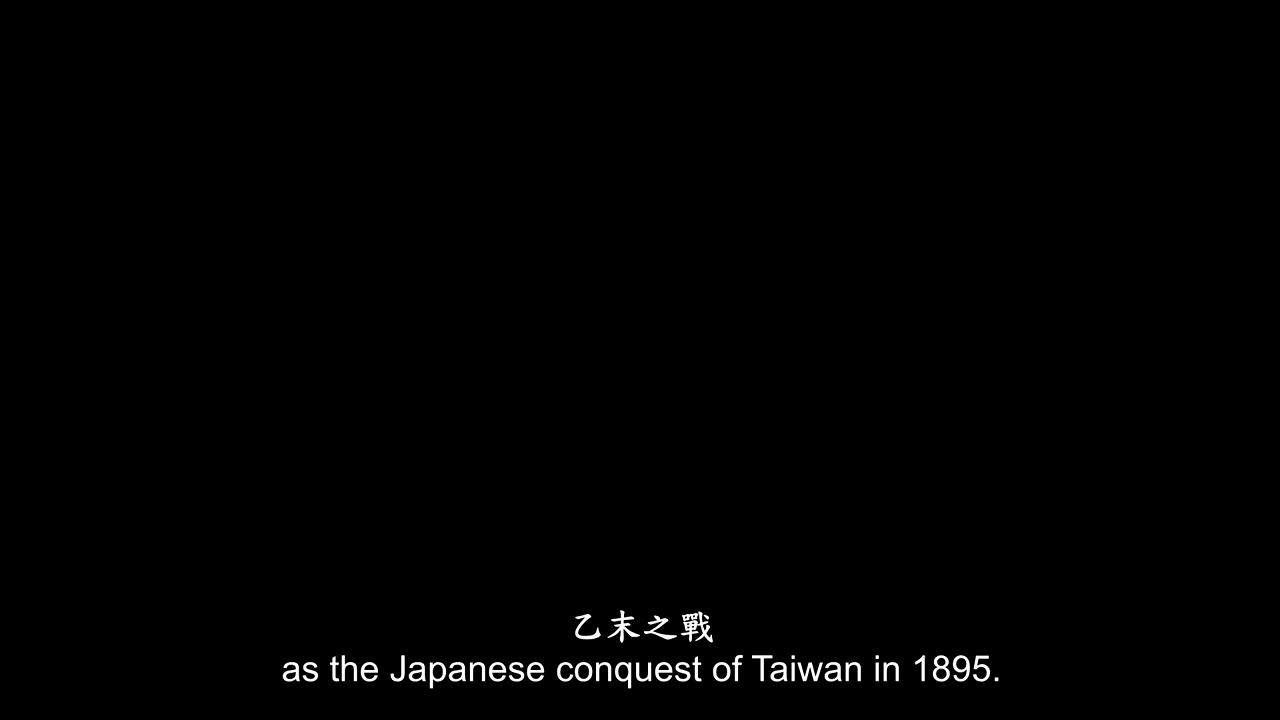 乙末之戰
as the Japanese conquest of Taiwan in 1895.